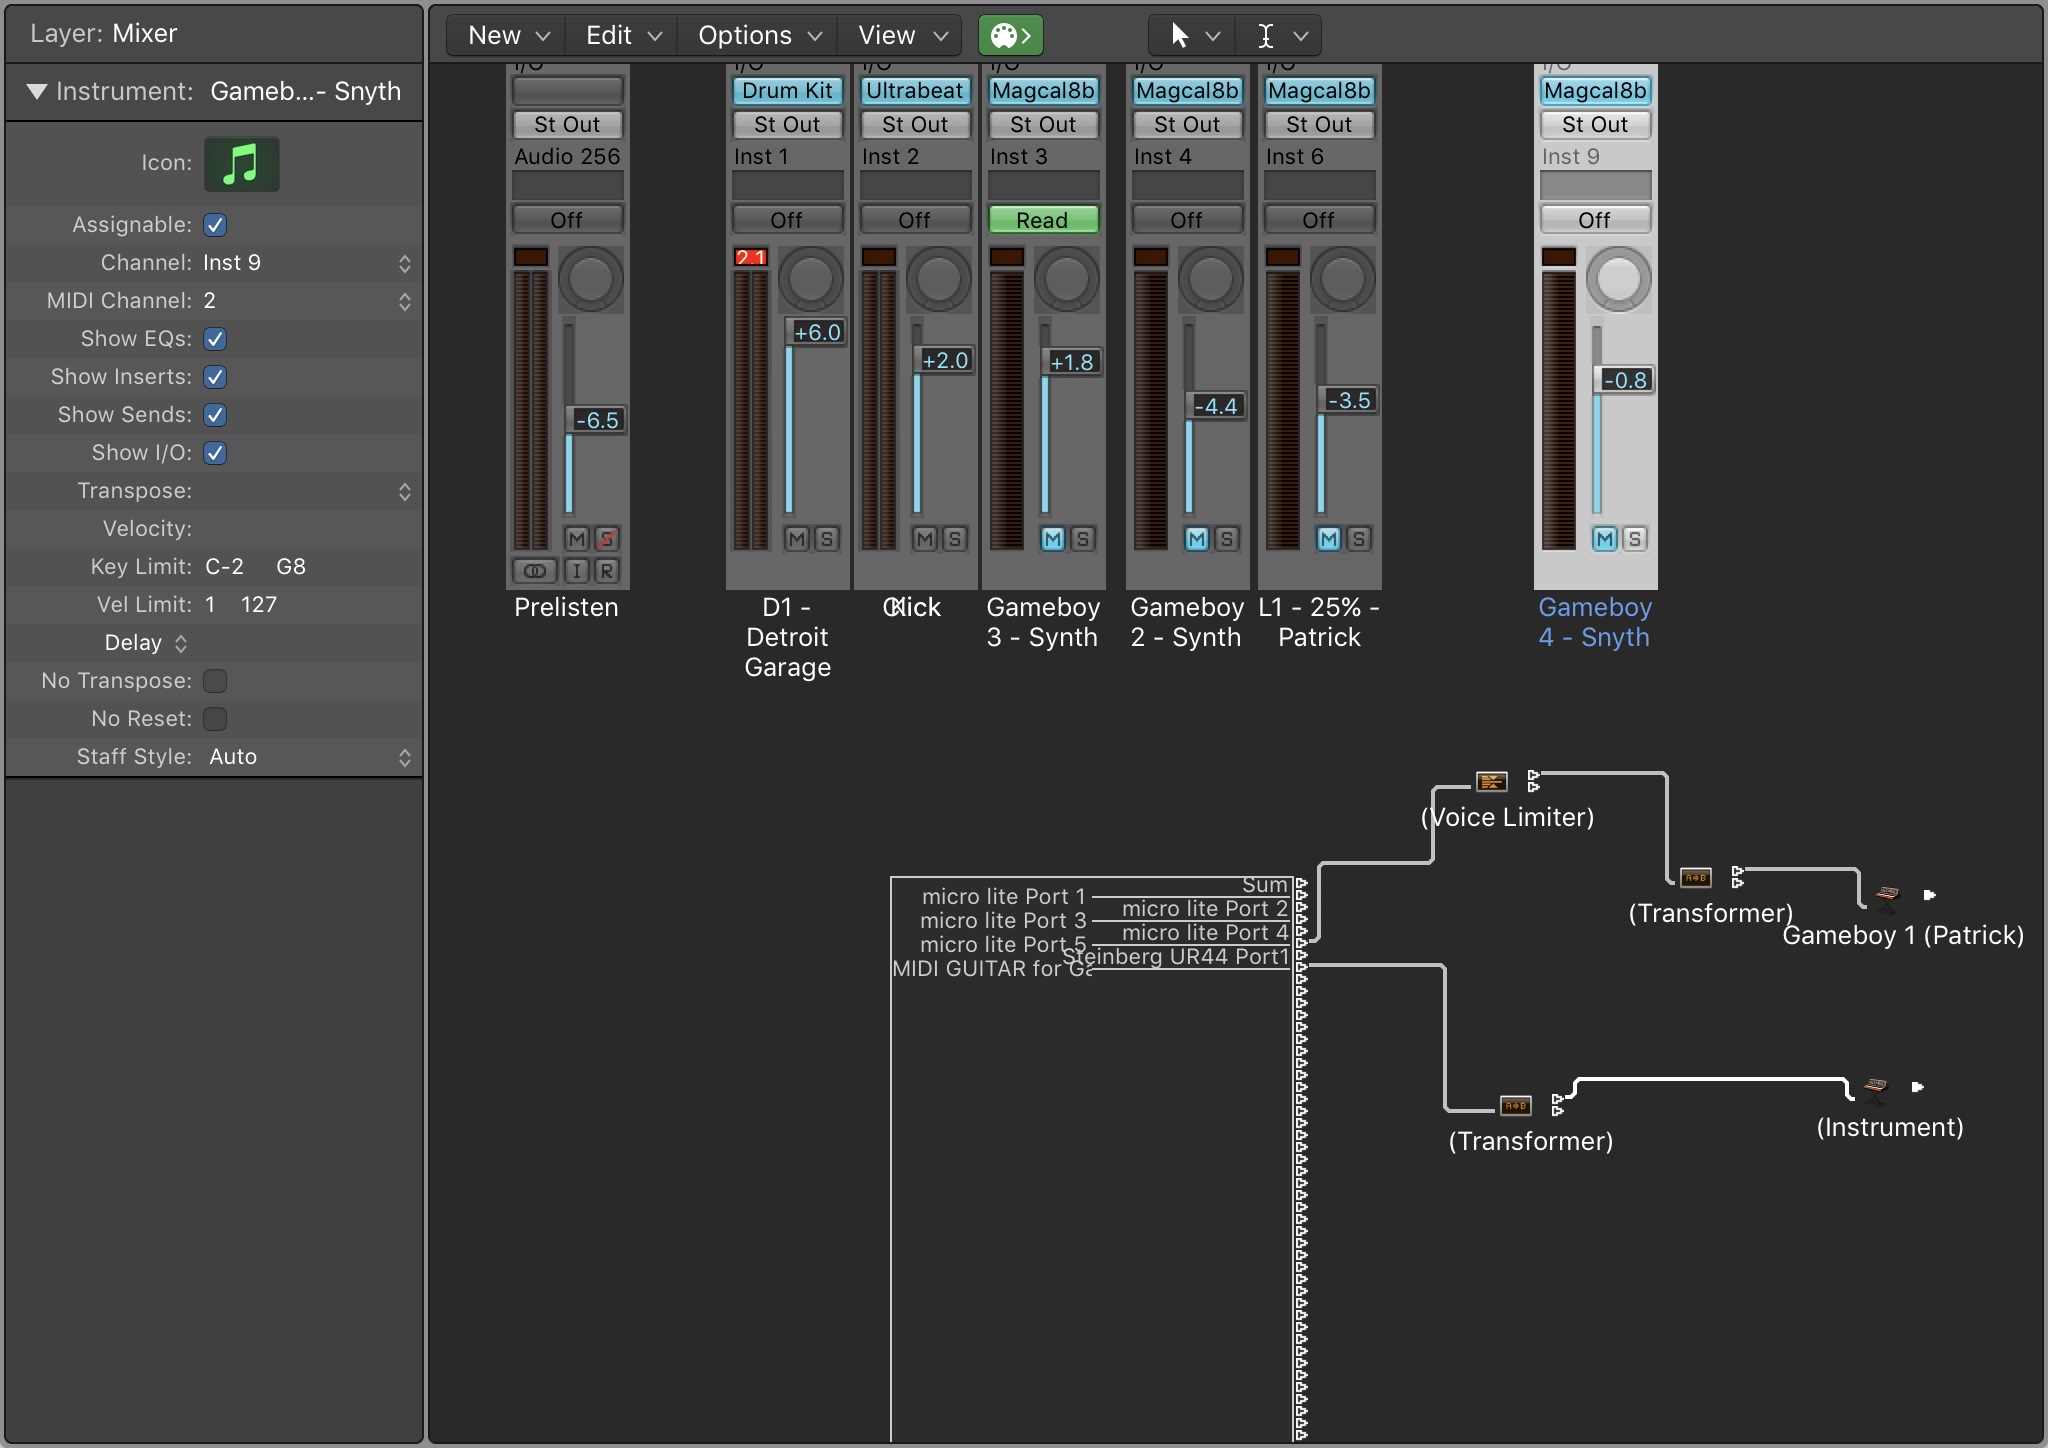 Layer: Mixer
New Edit Options View
Instrument: Gameb...- Snyth
Icon:
Assignable:
Channel: Inst 9
MIDI Channel: 2
Show EQs:
Show Inserts:
Show Sends:
Show I/O:
Transpose:
Velocity:
Key Limit: C-2 G8
Vel Limit: 1 127
Delay
No Transpose:
No Reset:
Staff Style: Auto
I/O I/O I/O I/O I/O I/O I/O
Drum Kit Ultrabeat Magcal8b Magcal8b Magcal8b Magcal8b
St Out St Out St Out St Out St Out St Out St Out
Audio 256 Inst 1 Inst 2 Inst 3 Inst 4 Inst 6 Inst 9
Off Off Off Read Off Off Off
2.1
+6.0
+2.0 +1.8
-0.8
-6.5 -4.4 -3.5
M S M S M S M S M S M S M S
I R
Prelisten
D1 -
Detroit
Garage
Kick
Gameboy
3 - Synth
Gameboy
2 - Synth
L1 - 25% -
Patrick
Gameboy
4 - Snyth
(Voice Limiter)
A B
(Transformer)
Gameboy 1 (Patrick)
Sum
micro lite Port 1
micro lite Port 2
micro lite Port 3
micro lite Port 4
micro lite Port 5
Steinberg UR44 Port1
MIDI GUITAR for Ga
A B
(Transformer)
(Instrument)